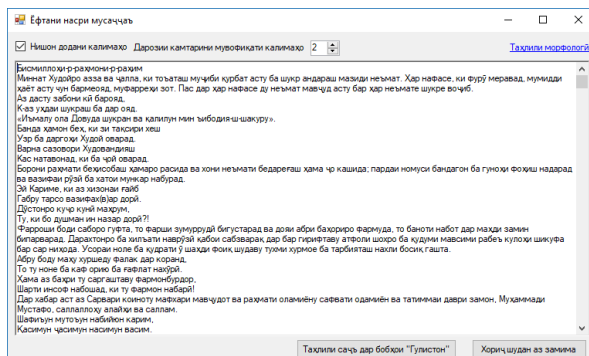 Ёфтани насри мусаҷҷаъ
Нишон додани калимаҳо Дарозии камтарини мувофиқати калимаҳо 2 Таҳлили морфологӣ
Бисмиллоҳи-р-раҳмони-р-раҳим
Миннат Худойро азза ва ҷалла, ки тоъаташ муҷиби қурбат асту ба шукр андараш мазиди неъмат. Ҳар нафасе, ки фурӯ меравад, мумидди
ҳаёт асту чун бармеояд, муфарреҳи зот. Пас дар ҳар нафасе ду неъмат мавҷуд асту бар ҳар неъмате шукре воҷиб.
Аз дасту забони кӣ барояд,
К-аз уҳдаи шукраш ба дар ояд.
«Иъмалу ола Довуда шукран ва қалилун мин ъибодия-ш-шакуру».
Банда ҳамон беҳ, ки зи тақсири хеш
Узр ба даргоҳи Худой оварад.
Варна сазовори Худовандияш
Кас натавонад, ки ба ҷой оварад.
Борони раҳмати беҳисобаш ҳамаро расида ва хони неъмати бедареғаш ҳама ҷо кашида; пардаи номуси бандагон ба гуноҳи фоҳиш надарад
ва вазифаи рӯзӣ ба хатои мункар набурад.
Эй Кариме, ки аз хизонаи ғайб
Габру тарсо вазифах(в)ар дорӣ.
Дӯстонро куҷо кунӣ маҳрум,
Ту, ки бо душман ин назар дорӣ?!
Фарроши боди саборо гуфта, то фарши зумуррудӣ бигустарад ва дояи абри баҳориро фармуда, то баноти набот дар маҳди замин
бипарварад. Дарахтонро ба хилъати наврӯзӣ қабои сабзварақ дар бар гирифтаву атфоли шохро ба қудуми мавсими рабеъ кулоҳи шикуфа
бар сар ниҳода. Усораи ноле ба қудрати ӯ шаҳди фоиқ шудаву тухми хурмое ба тарбияташ нахли босиқ гашта.
Абру боду маҳу хуршеду фалак дар коранд,
То ту ноне ба каф орию ба ғафлат нахӯрӣ.
Ҳама аз баҳри ту саргаштаву фармонбурдор,
Шарти инсоф набошад, ки ту фармон набарӣ!
Дар хабар аст аз Сарвари коиноту мафхари мавҷудот ва раҳмати оламиёну сафвати одамиён ва татиммаи даври замон, Муҳаммади
Мустафо, саллаллоҳу алайҳи ва саллам.
Шафиъун мутоъун набийюн карим,
Қасимун ҷасимун насимун васим.
Таҳлили саҷъ дар бобҳои "Гулистон" Хориҷ шудан аз замима